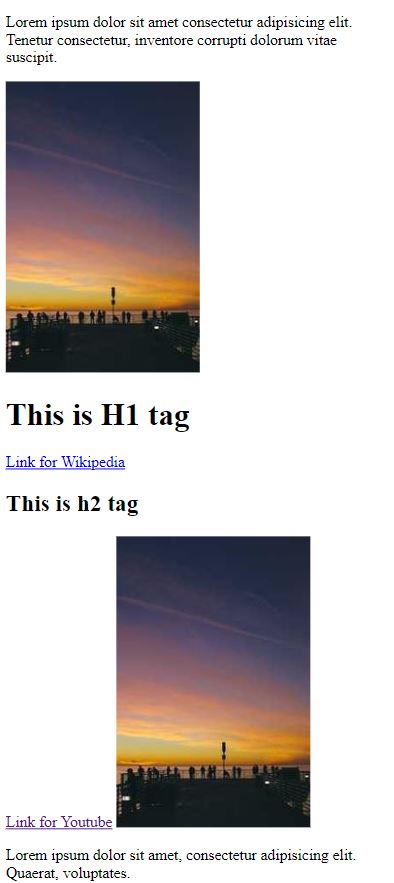 Lorem ipsum dolor sit amet consectetur adipisicing elit.
Tenetur consectetur, inventore corrupti dolorum vitae
suscipit.
This is H1 tag
Link for Wikipedia
This is h2 tag
Link for Youtube
Lorem ipsum dolor sit amet, consectetur adipisicing elit.
Quaerat, voluptates.